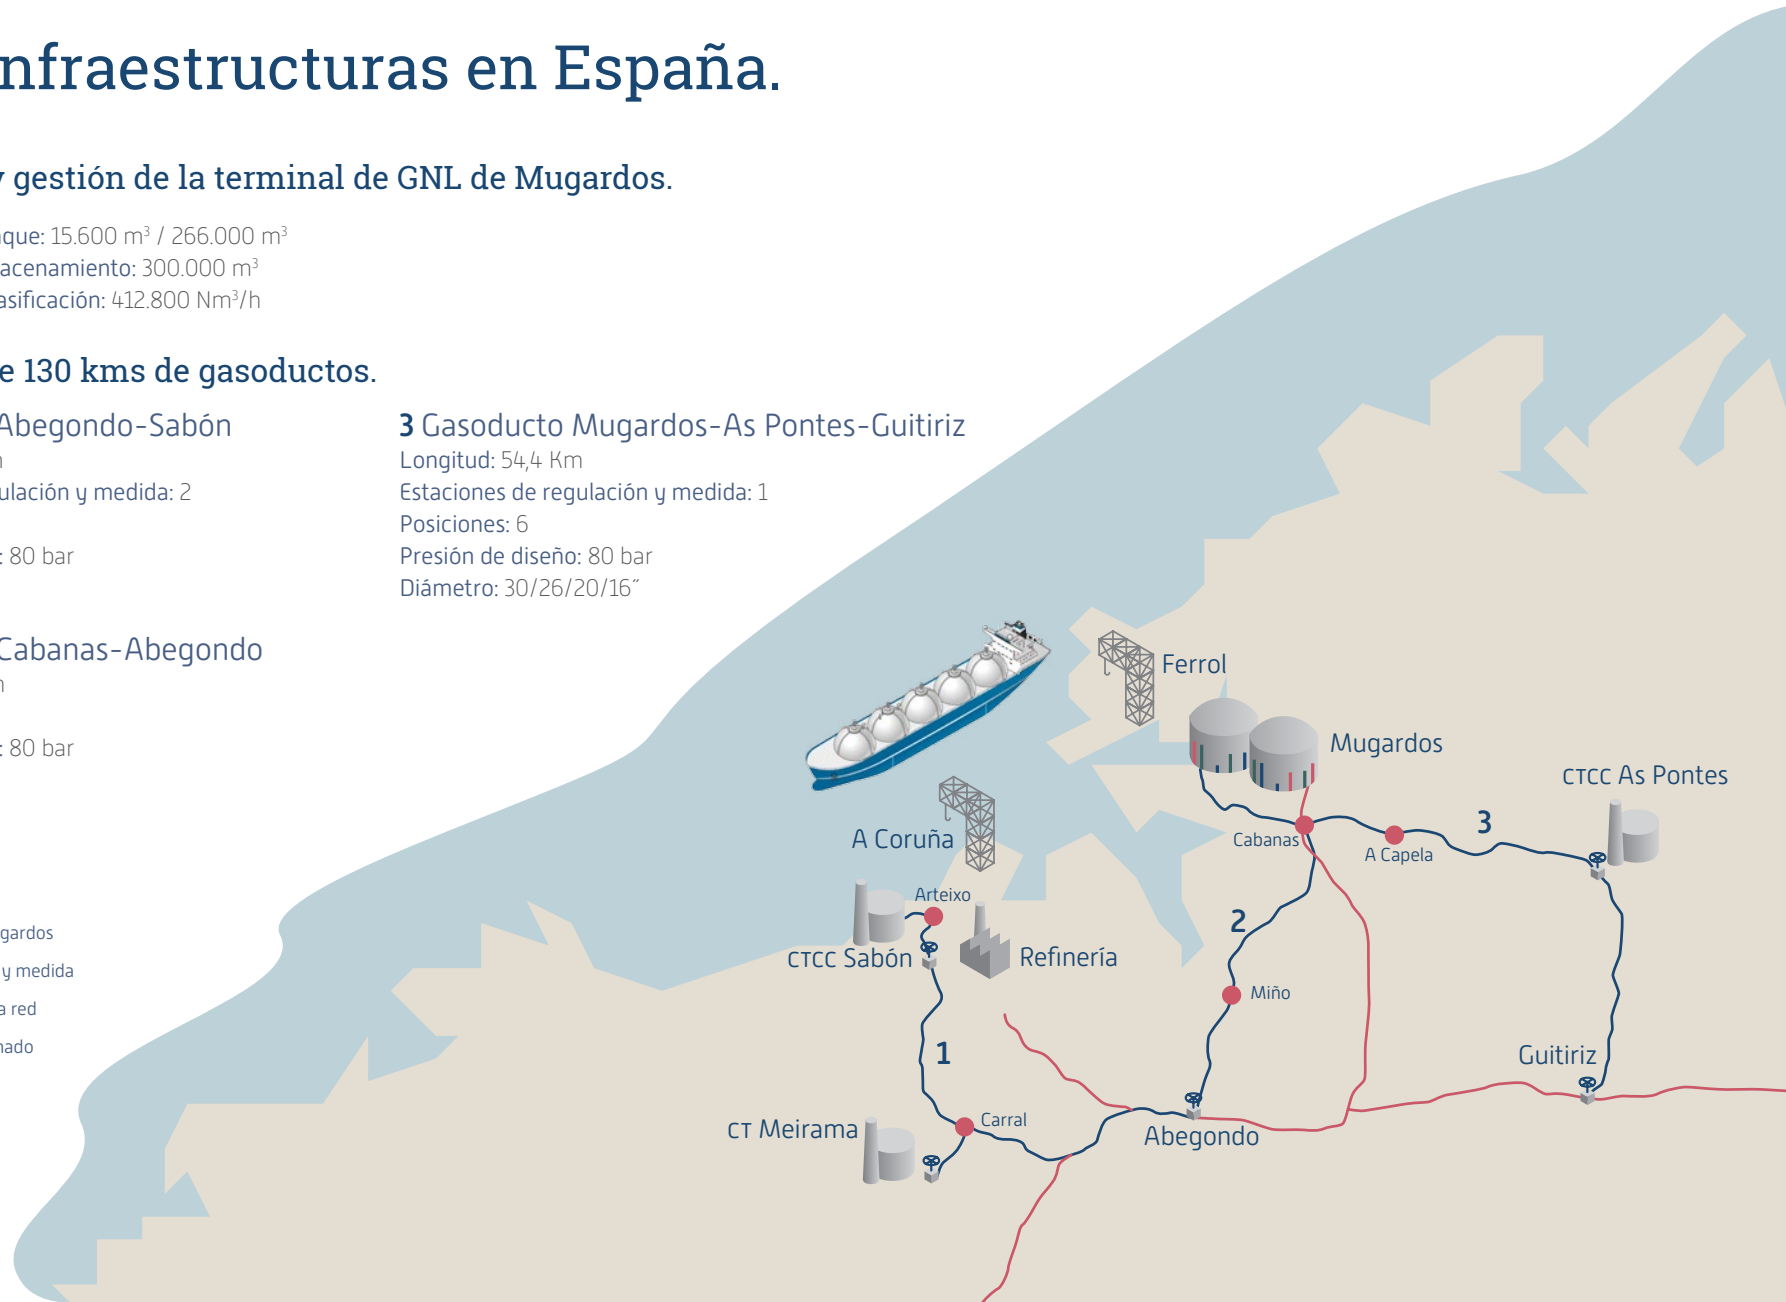 nfraestructuras en España.
y gestión de la terminal de GNL de Mugardos.
aque: 15.600 m³ / 266.000 m³
acenamiento: 300.000 m³
asificación: 412.800 Nm³/h
e 130 kms de gasoductos.
Abegondo-Sabón
ulación y medida: 2
: 80 bar
Cabanas-Abegondo
: 80 bar
3 Gasoducto Mugardos-As Pontes-Guitiriz
Longitud: 54,4 Km
Estaciones de regulación y medida: 1
Posiciones: 6
Presión de diseño: 80 bar
Diámetro: 30/26/20/16˝
gardos
y medida
a red
nado
Ferrol
Mugardos
CTCC As Pontes
A Coruña
Cabanas
A Capela
3
Arteixo
2
CTCC Sabón
Refinería
Miño
1
Guitiriz
CT Meirama
Carral
Abegondo